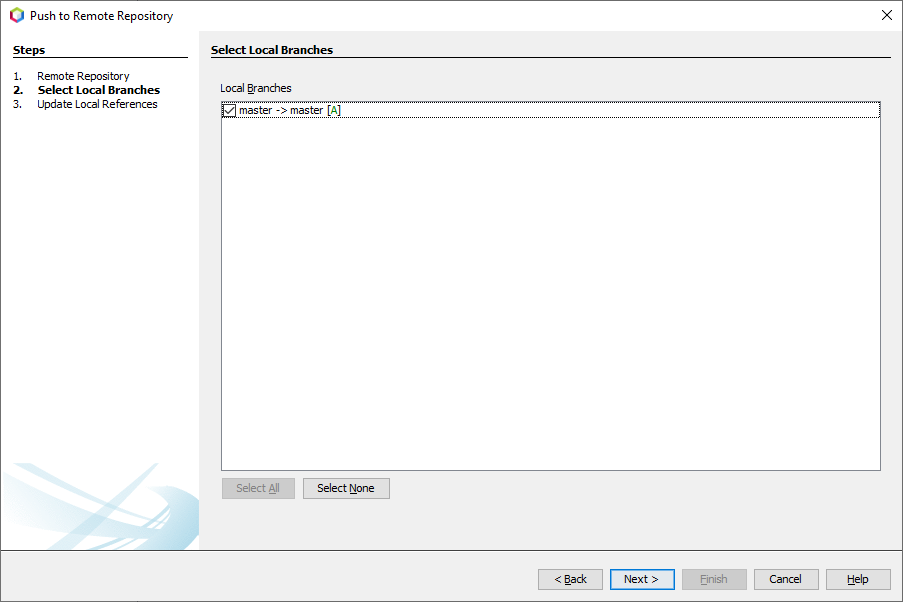 Push to Remote Repository
Steps
1. Remote Repository
2. Select Local Branches
3. Update Local References
Select Local Branches
Local Branches
master -> master [A]
Select All
Select None
< Back
Next >
Finish
Cancel
Help